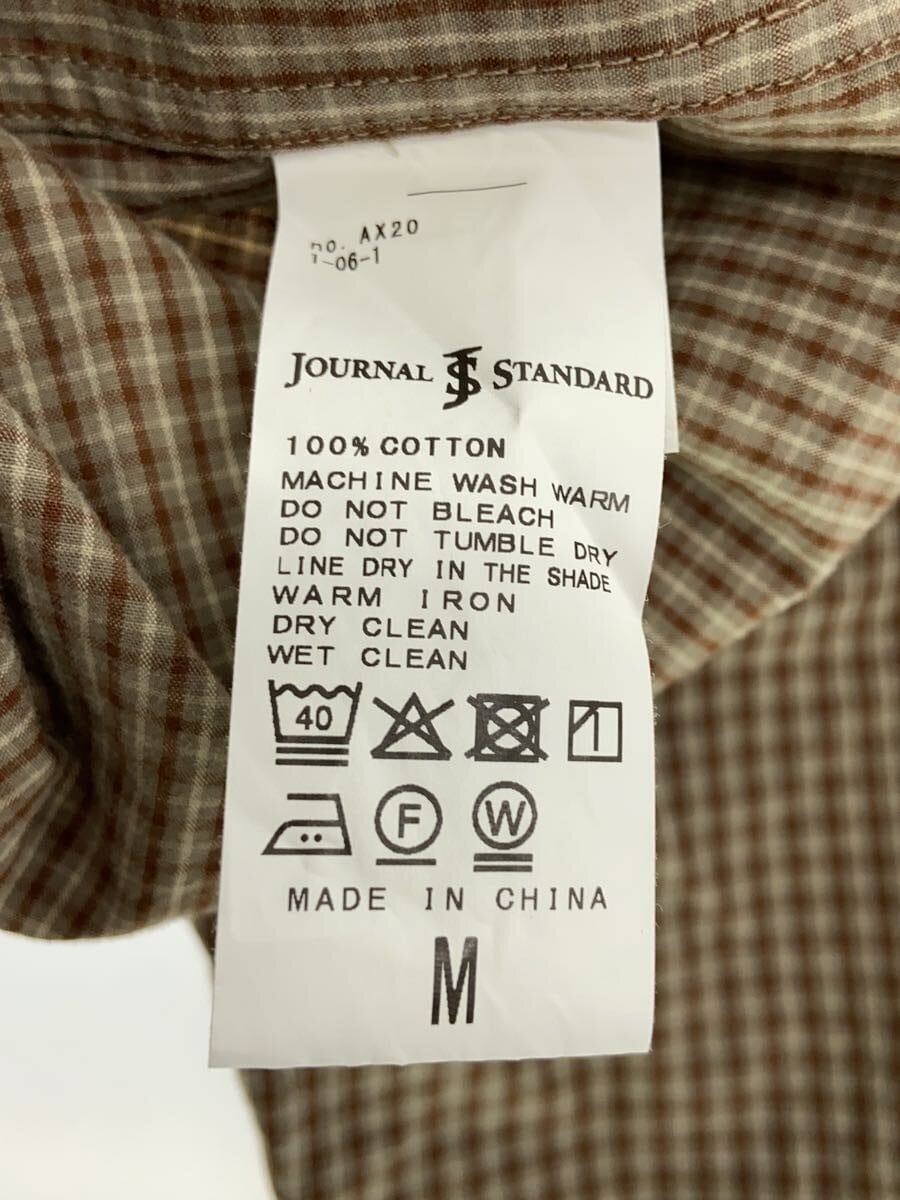 no. AX20
1-06-1
JOURNAL JS STANDARD
100% COTTON
MACHINE WASH WARM
DO NOT BLEACH
DO NOT TUMBLE DRY
LINE DRY IN THE SHADE
WARM IRON
DRY CLEAN
WET CLEAN
40
F W
MADE IN CHINA
M